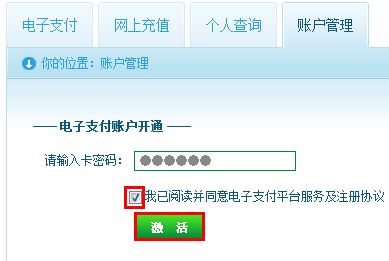 电子支付 网上充值 个人查询 账户管理
你的位置：账户管理
—— 电子支付账户开通 ——
请输入卡密码：
我已阅读并同意电子支付平台服务及注册协议
激 活